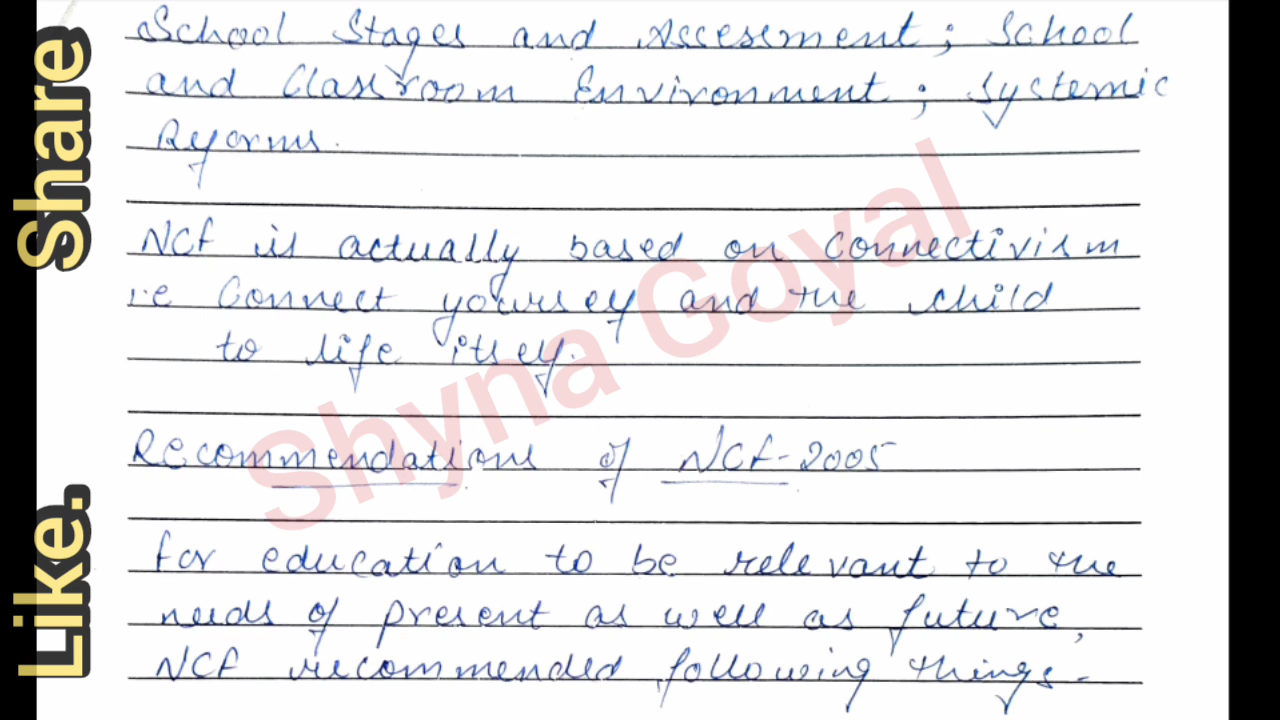 School Stages and Assessment; School
and Classroom Environment; Systemic
Reforms.
NCF is actually based on Connectivism
i.e Connect yourself and the child
to life itself.
Recommendations of NCF-2005
For education to be relevant to the
needs of present as well as future,
NCF recommended following things-
Share
Like.
Shyna Goyal